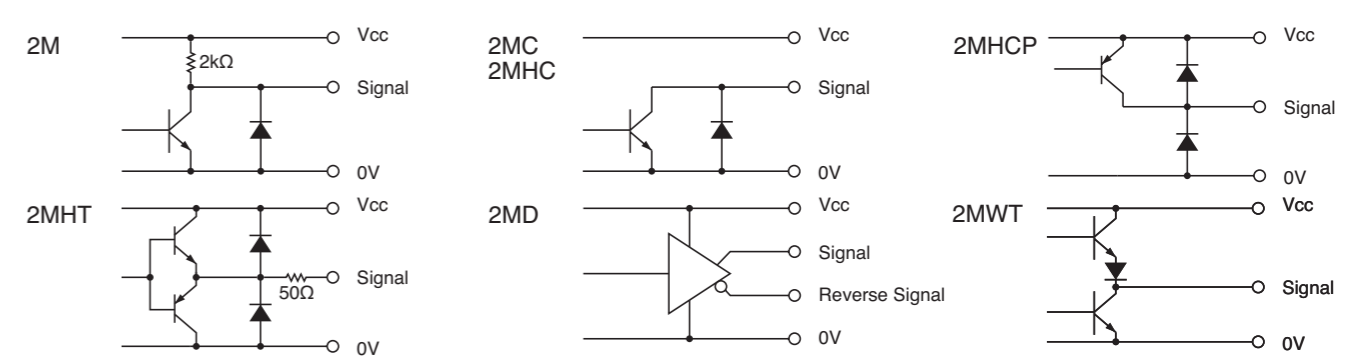 2M
Vcc
2kΩ
Signal
0V
2MC
2MHC
Vcc
Signal
0V
2MHCP
Vcc
Signal
0V
2MHT
Vcc
Signal
50Ω
0V
2MD
Vcc
Signal
Reverse Signal
0V
2MWT
Vcc
Signal
0V